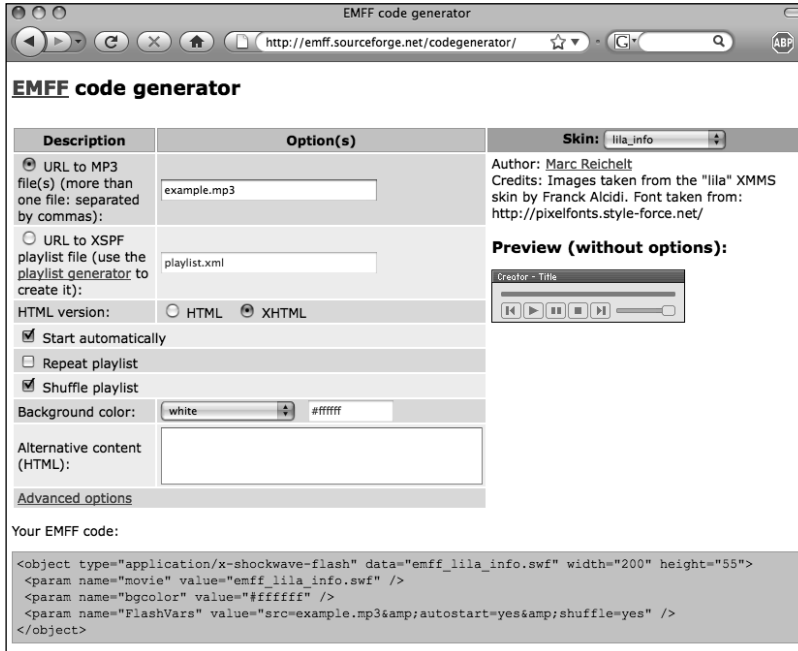 EMFF code generator
http://emff.sourceforge.net/codegenerator/
G
ABP
EMFF code generator
Description
Option(s)
URL to MP3
file(s) (more than
one file: separated
by commas):
example.mp3
URL to XSPF
playlist file (use the
playlist generator to
create it):
playlist.xml
HTML version:
HTML
XHTML
Start automatically
Repeat playlist
Shuffle playlist
Background color:
white
#ffffff
Alternative content
(HTML):
Advanced options
Skin: lila_info
Author: Marc Reichelt
Credits: Images taken from the "lila" XMMS
skin by Franck Alcidi. Font taken from:
http://pixelfonts.style-force.net/
Preview (without options):
Creator - Title
Your EMFF code:
<object type="application/x-shockwave-flash" data="emff_lila_info.swf" width="200" height="55">
<param name="movie" value="emff_lila_info.swf" />
<param name="bgcolor" value="#ffffff" />
<param name="FlashVars" value="src=example.mp3&amp;autostart=yes&amp;shuffle=yes" />
</object>